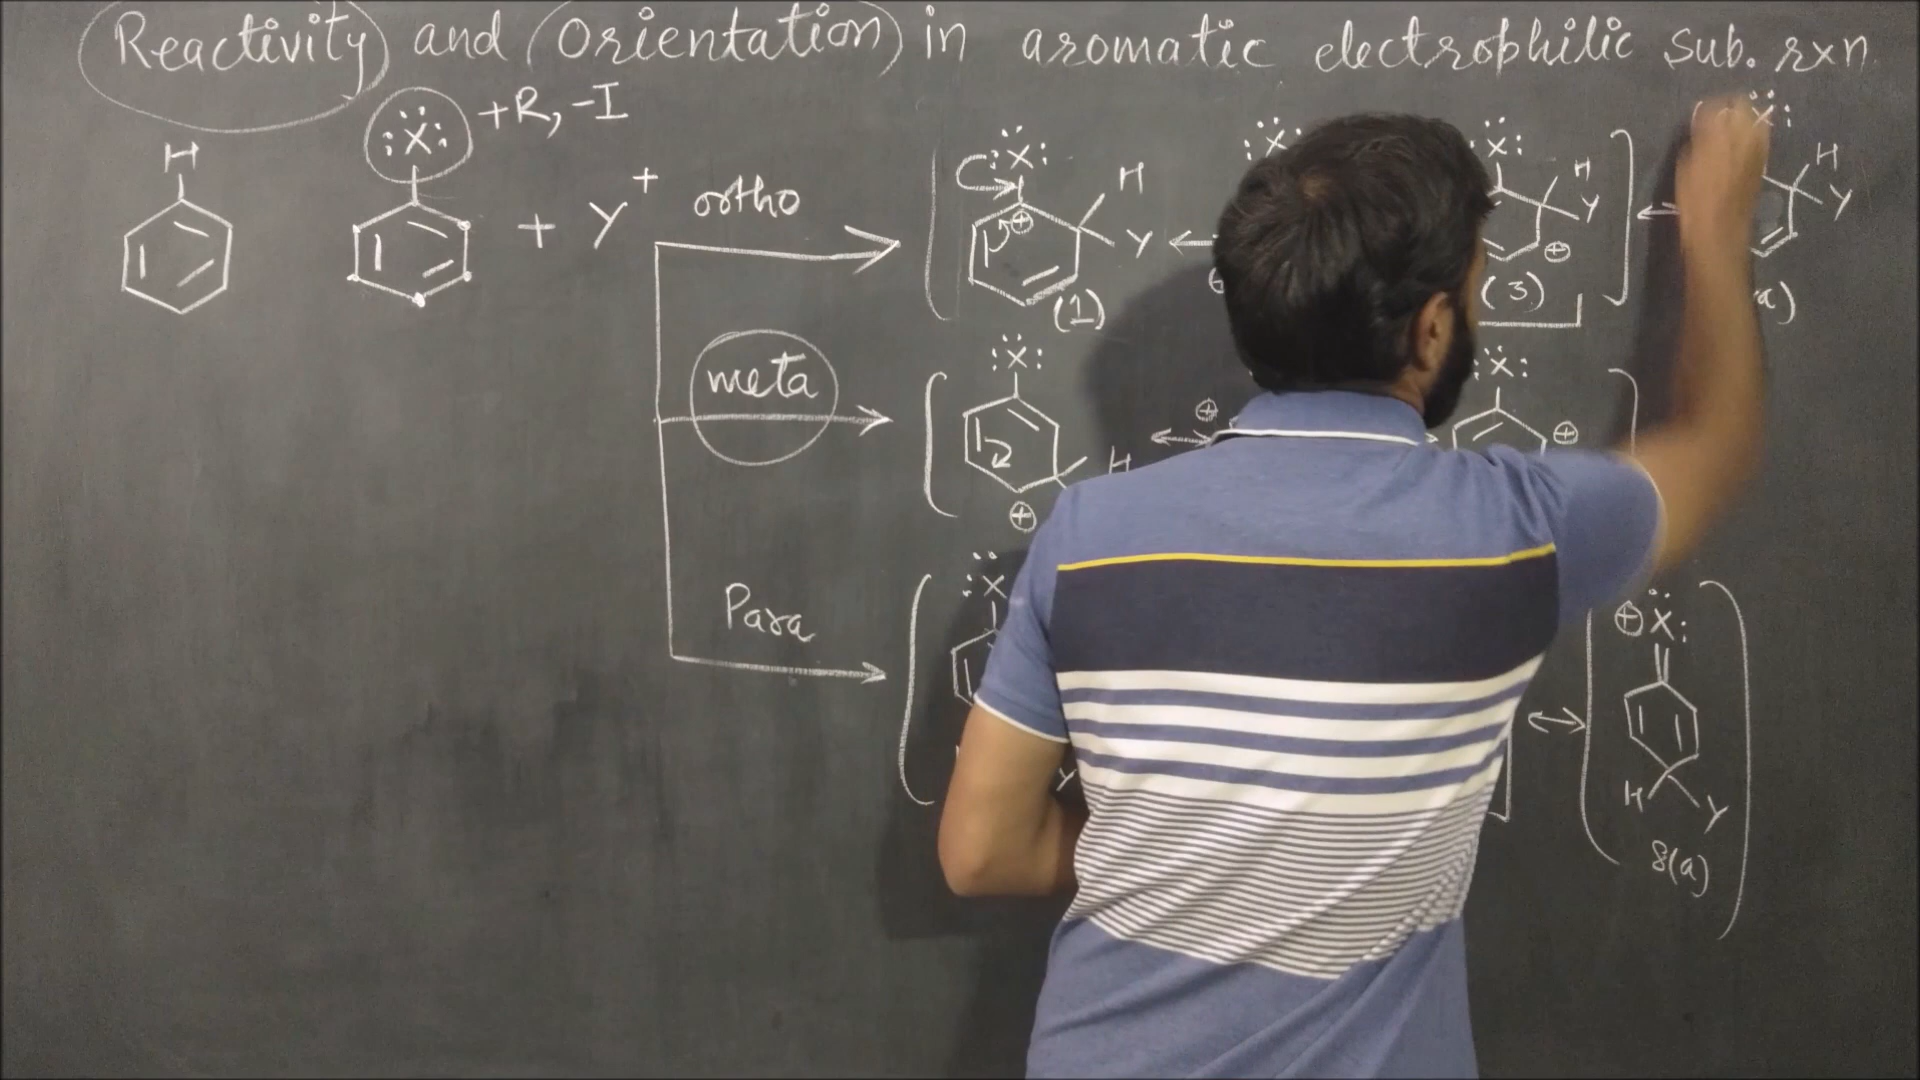 Reactivity and Orientation in aromatic electrophilic sub. rxn
:Ẍ: +R, -I
H
+ Y+
ortho
:Ẍ: H Y ⊕ (1)
:Ẍ:
Ẍ: H Y ⊕ (3)
Ẍ: H Y a)
meta
:Ẍ: H ⊕
⊕
:Ẍ: ⊕
Para
:Ẍ Y
⊕Ẍ: H Y
8(a)